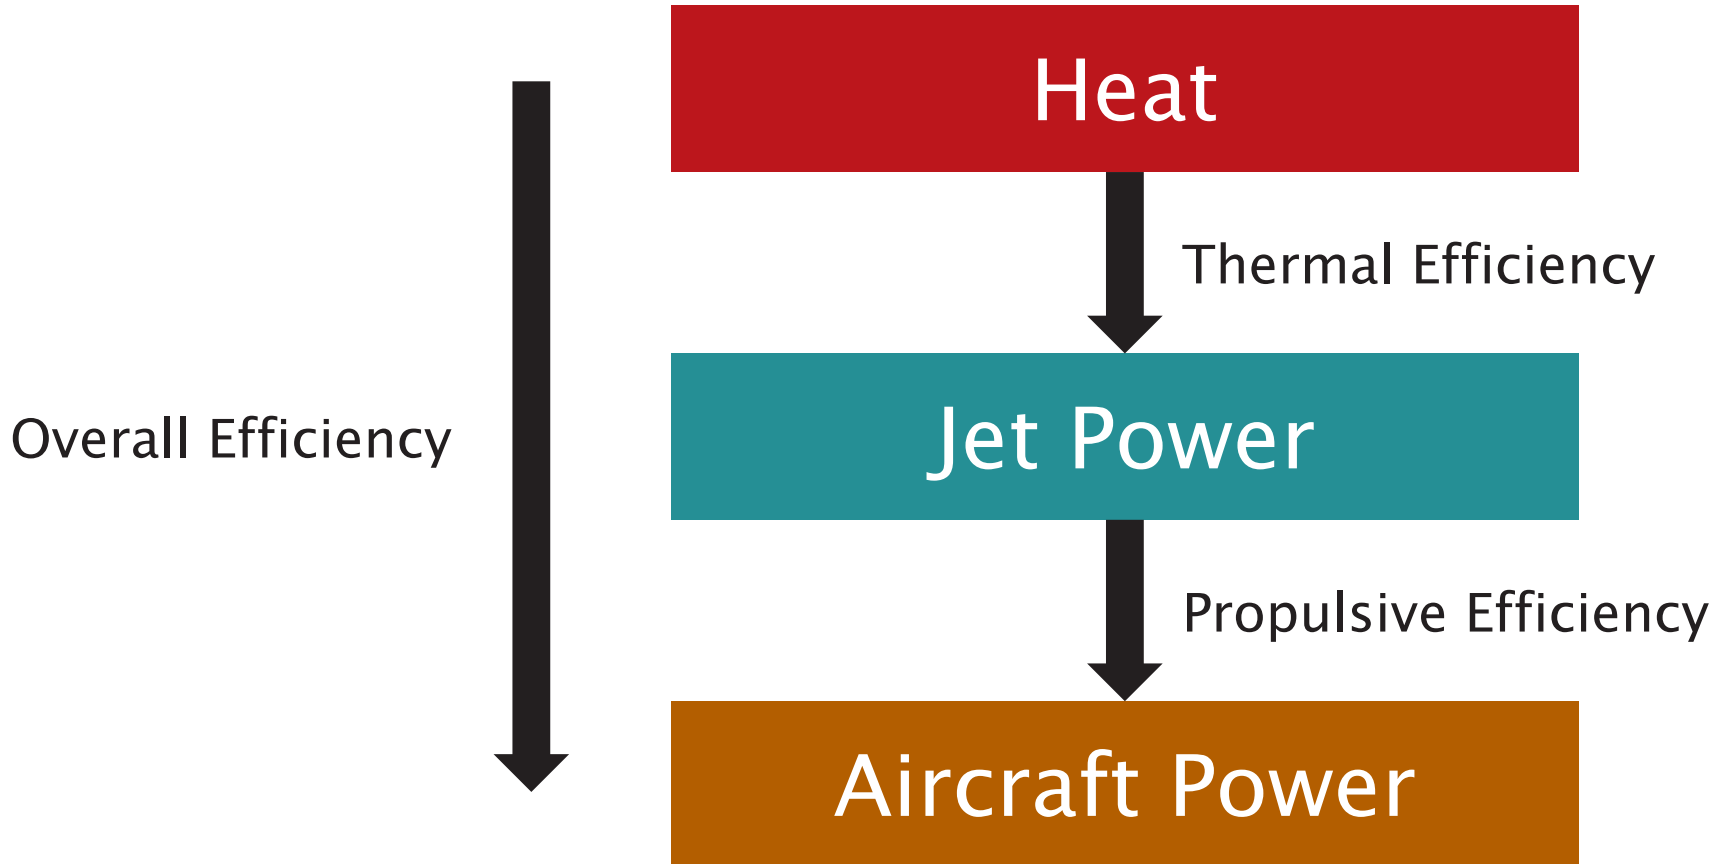 Heat
Thermal Efficiency
Jet Power
Overall Efficiency
Propulsive Efficiency
Aircraft Power